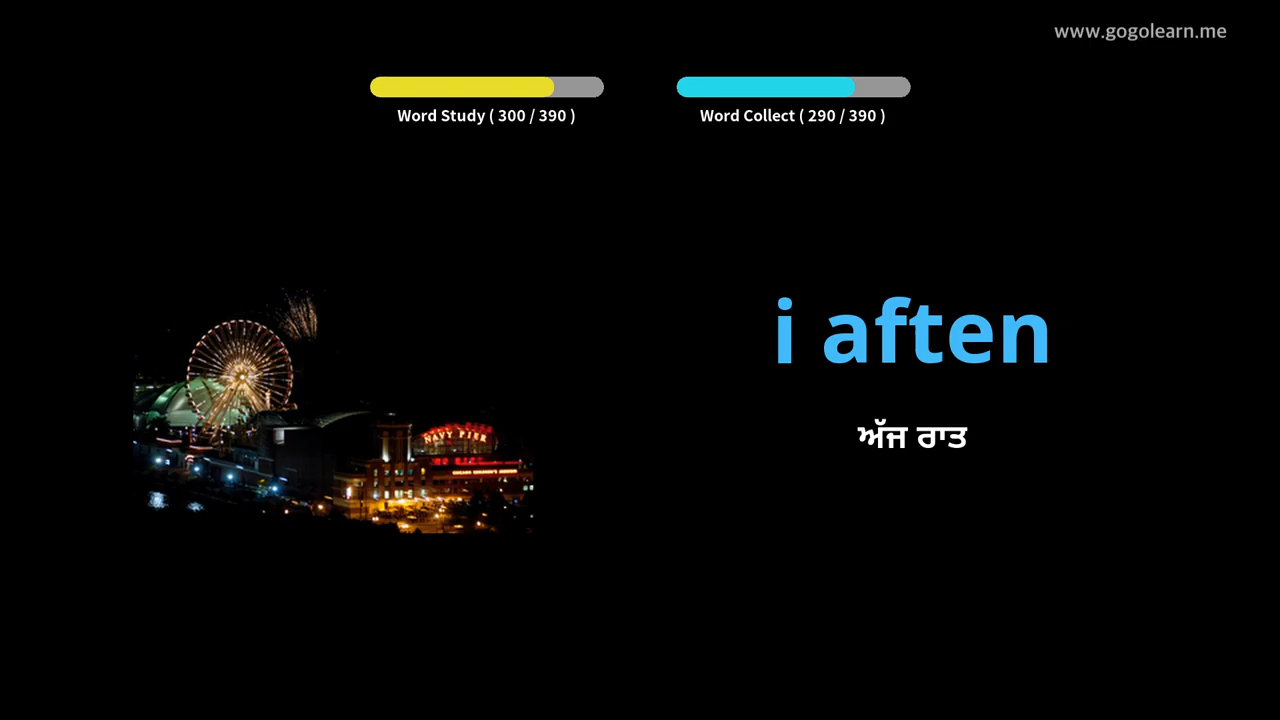 www.gogolearn.me
Word Study ( 300 / 390 )
Word Collect ( 290 / 390 )
i aften
ਅੱਜ ਰਾਤ
NAVY PIER